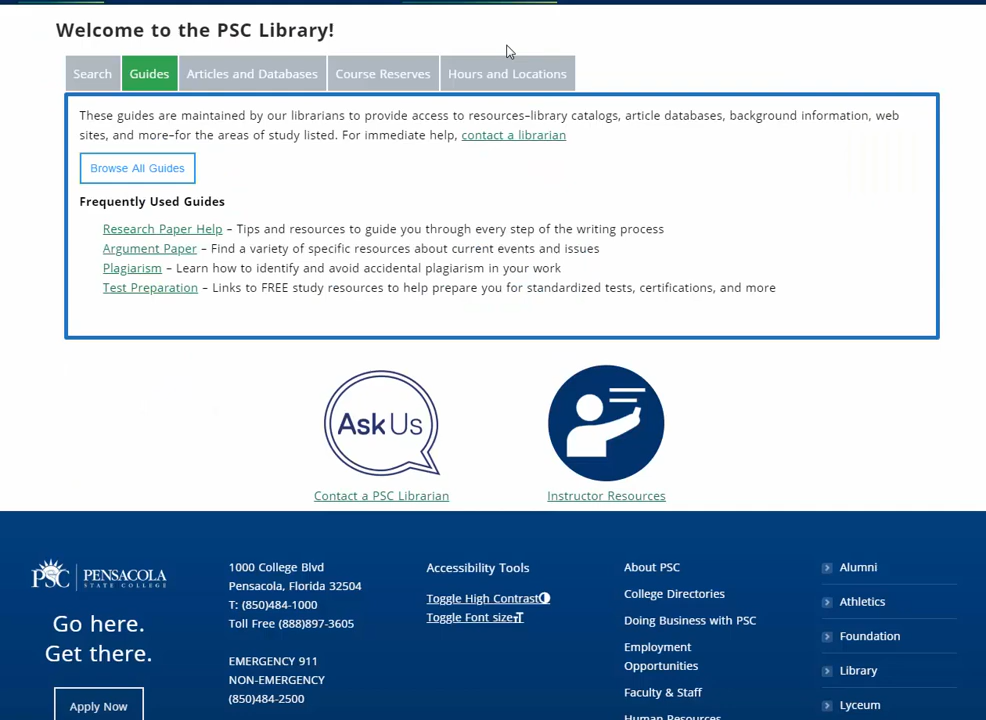 Welcome to the PSC Library!
Search Guides Articles and Databases Course Reserves Hours and Locations
These guides are maintained by our librarians to provide access to resources–library catalogs, article databases, background information, web
sites, and more–for the areas of study listed. For immediate help, contact a librarian
Browse All Guides
Frequently Used Guides
Research Paper Help – Tips and resources to guide you through every step of the writing process
Argument Paper – Find a variety of specific resources about current events and issues
Plagiarism – Learn how to identify and avoid accidental plagiarism in your work
Test Preparation – Links to FREE study resources to help prepare you for standardized tests, certifications, and more
Ask Us
Contact a PSC Librarian
Instructor Resources
PSC PENSACOLA
STATE COLLEGE
Go here.
Get there.
Apply Now
1000 College Blvd
Pensacola, Florida 32504
T: (850)484-1000
Toll Free (888)897-3605
EMERGENCY 911
NON-EMERGENCY
(850)484-2500
Accessibility Tools
Toggle High Contrast
Toggle Font size
About PSC
College Directories
Doing Business with PSC
Employment
Opportunities
Faculty & Staff
Human Resources
Alumni
Athletics
Foundation
Library
Lyceum